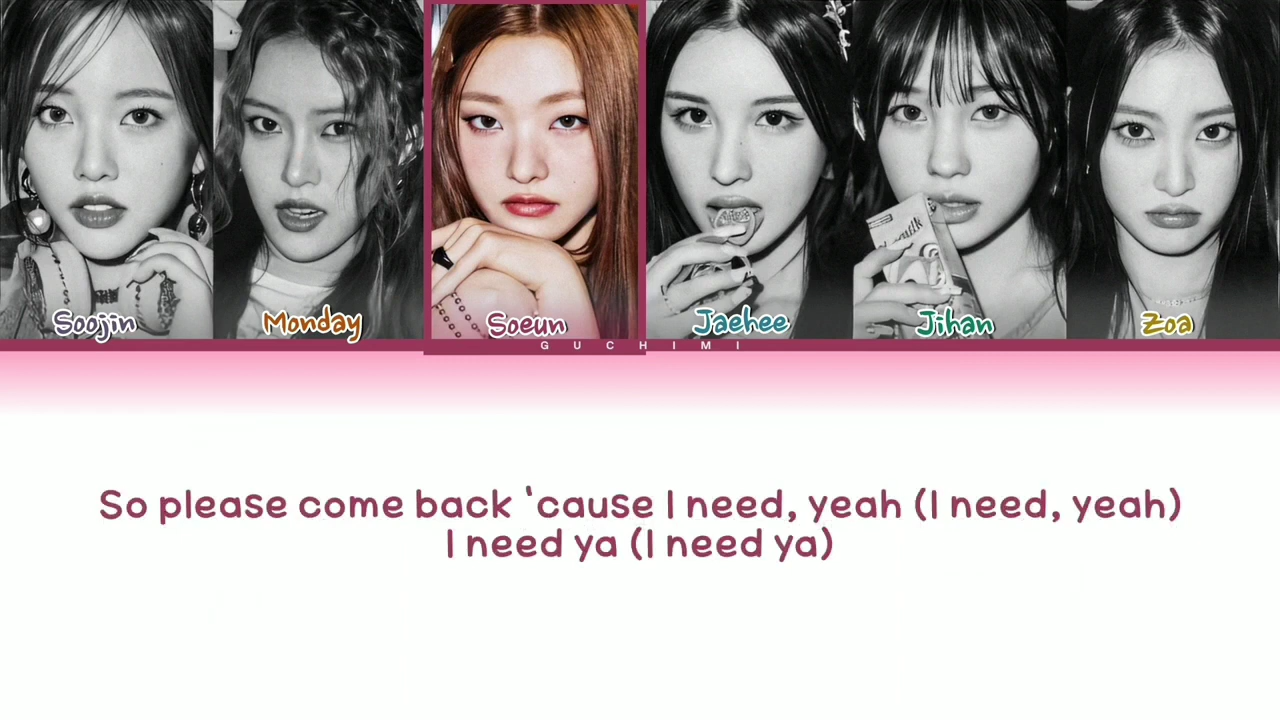 Soojin
Monday
Soeun
Jaehee
Jihan
Zoa
GUCHIMI
So please come back 'cause I need, yeah (I need, yeah)
I need ya (I need ya)